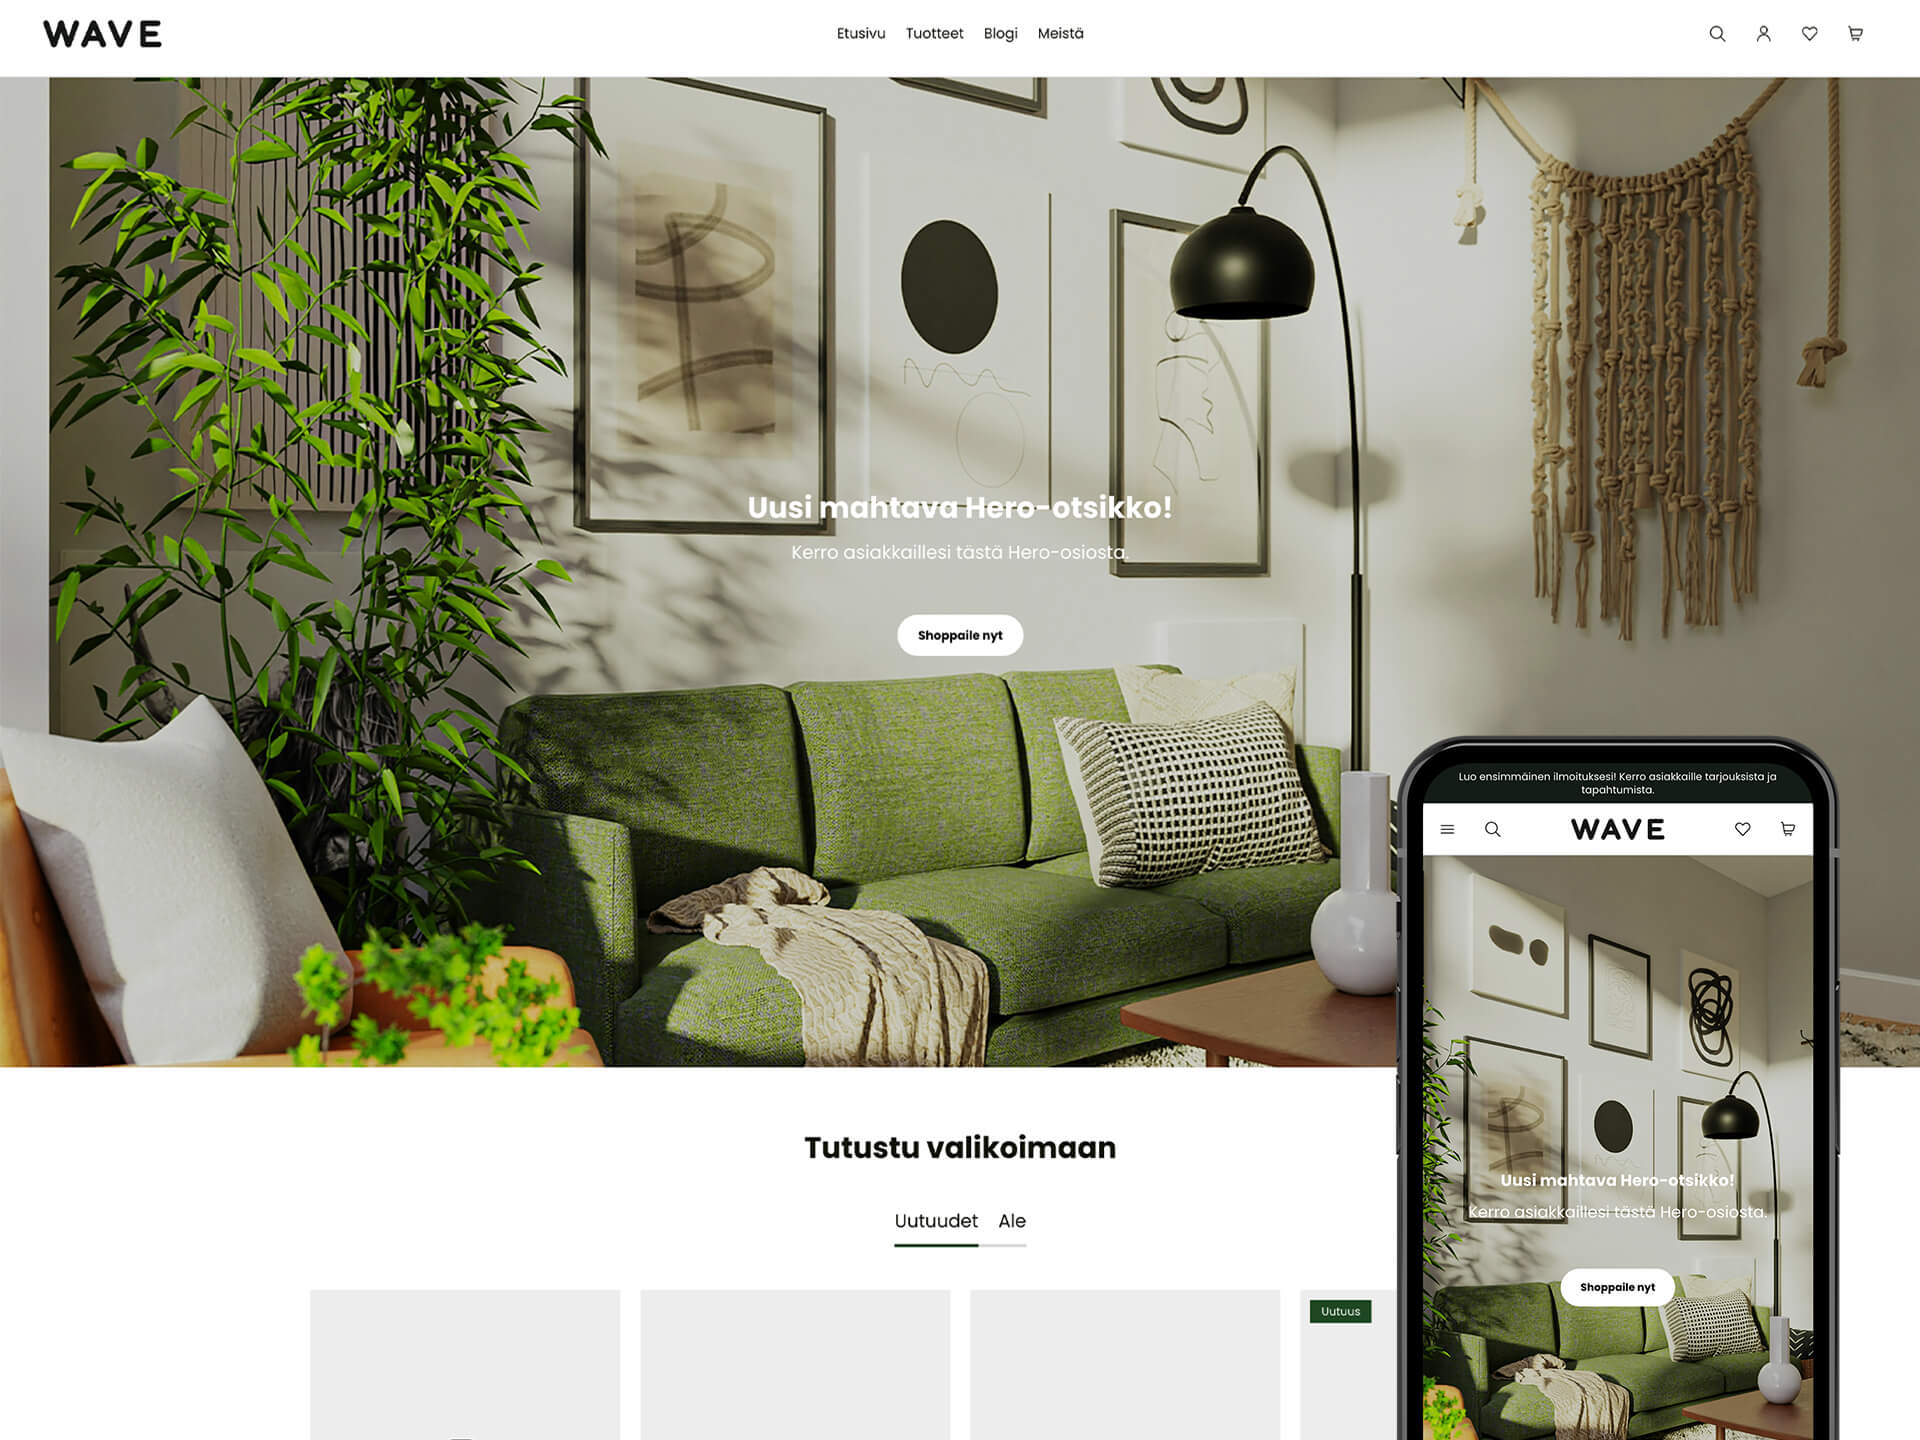 WAVE
Etusivu Tuotteet Blogi Meistä
Uusi mahtava Hero-otsikko!
Kerro asiakkaillesi tästä Hero-osiosta.
Shoppaile nyt
Tutustu valikoimaan
Uutuudet Ale
Uutuus
Luo ensimmäinen ilmoituksesi! Kerro asiakkaille tarjouksista ja
tapahtumista.
WAVE
Uusi mahtava Hero-otsikko!
Kerro asiakkaillesi tästä Hero-osiosta.
Shoppaile nyt